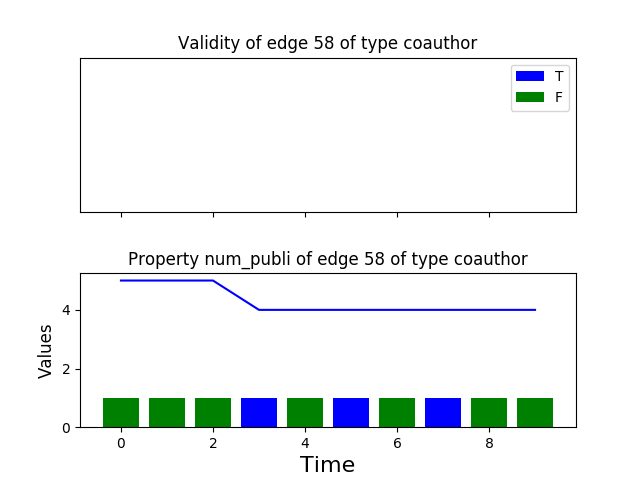 Validity of edge 58 of type coauthor
T
F
Property num_publi of edge 58 of type coauthor
4
2
0
Values
0 2 4 6 8
Time